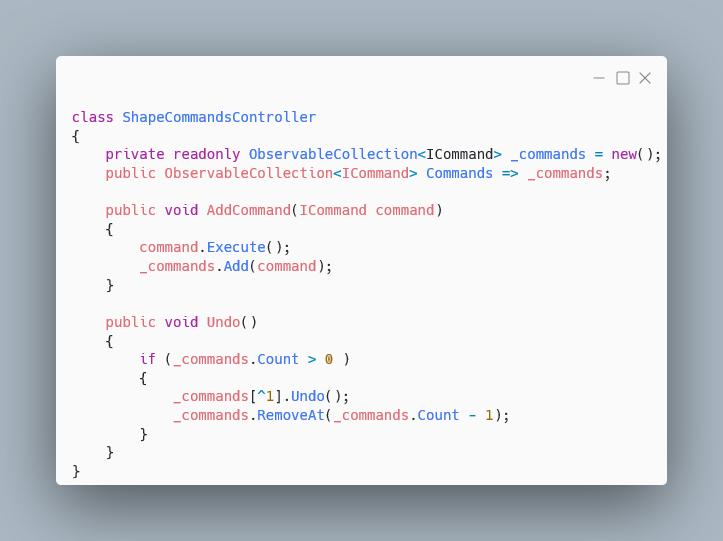 class ShapeCommandsController
{
    private readonly ObservableCollection<ICommand> _commands = new();
    public ObservableCollection<ICommand> Commands => _commands;

    public void AddCommand(ICommand command)
    {
        command.Execute();
        _commands.Add(command);
    }

    public void Undo()
    {
        if (_commands.Count > 0 )
        {
            _commands[^1].Undo();
            _commands.RemoveAt(_commands.Count - 1);
        }
    }
}